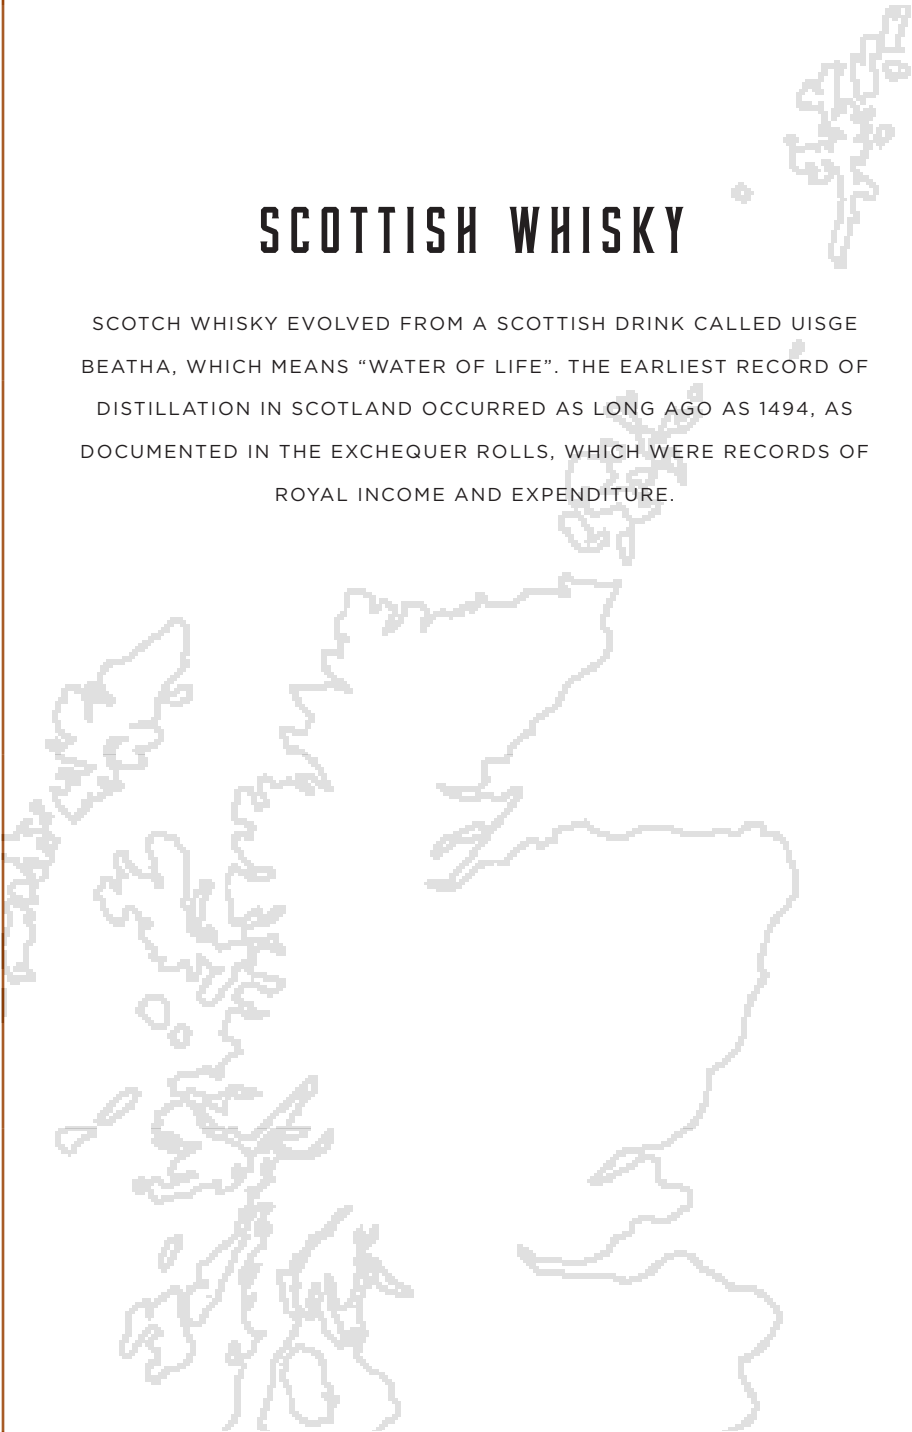 SCOTTISH WHISKY
SCOTCH WHISKY EVOLVED FROM A SCOTTISH DRINK CALLED UISGE
BEATHA, WHICH MEANS “WATER OF LIFE”. THE EARLIEST RECORD OF
DISTILLATION IN SCOTLAND OCCURRED AS LONG AGO AS 1494, AS
DOCUMENTED IN THE EXCHEQUER ROLLS, WHICH WERE RECORDS OF
ROYAL INCOME AND EXPENDITURE.